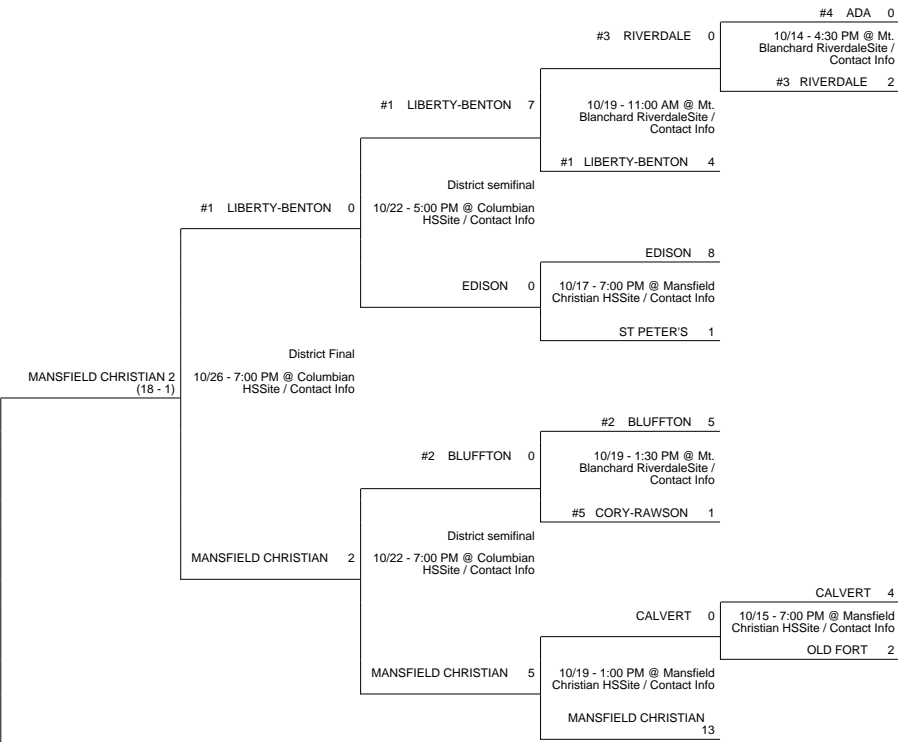 #4 ADA 0
#3 RIVERDALE 0
10/14 - 4:30 PM @ Mt.
Blanchard RiverdaleSite /
Contact Info
#3 RIVERDALE 2
#1 LIBERTY-BENTON 7
10/19 - 11:00 AM @ Mt.
Blanchard RiverdaleSite /
Contact Info
#1 LIBERTY-BENTON 4
District semifinal
#1 LIBERTY-BENTON 0
10/22 - 5:00 PM @ Columbian
HSSite / Contact Info
EDISON 8
EDISON 0
10/17 - 7:00 PM @ Mansfield
Christian HSSite / Contact Info
ST PETER'S 1
District Final
MANSFIELD CHRISTIAN 2
(18 - 1)
10/26 - 7:00 PM @ Columbian
HSSite / Contact Info
#2 BLUFFTON 5
#2 BLUFFTON 0
10/19 - 1:30 PM @ Mt.
Blanchard RiverdaleSite /
Contact Info
#5 CORY-RAWSON 1
District semifinal
MANSFIELD CHRISTIAN 2
10/22 - 7:00 PM @ Columbian
HSSite / Contact Info
CALVERT 4
CALVERT 0
10/15 - 7:00 PM @ Mansfield
Christian HSSite / Contact Info
OLD FORT 2
MANSFIELD CHRISTIAN 5
10/19 - 1:00 PM @ Mansfield
Christian HSSite / Contact Info
MANSFIELD CHRISTIAN
13